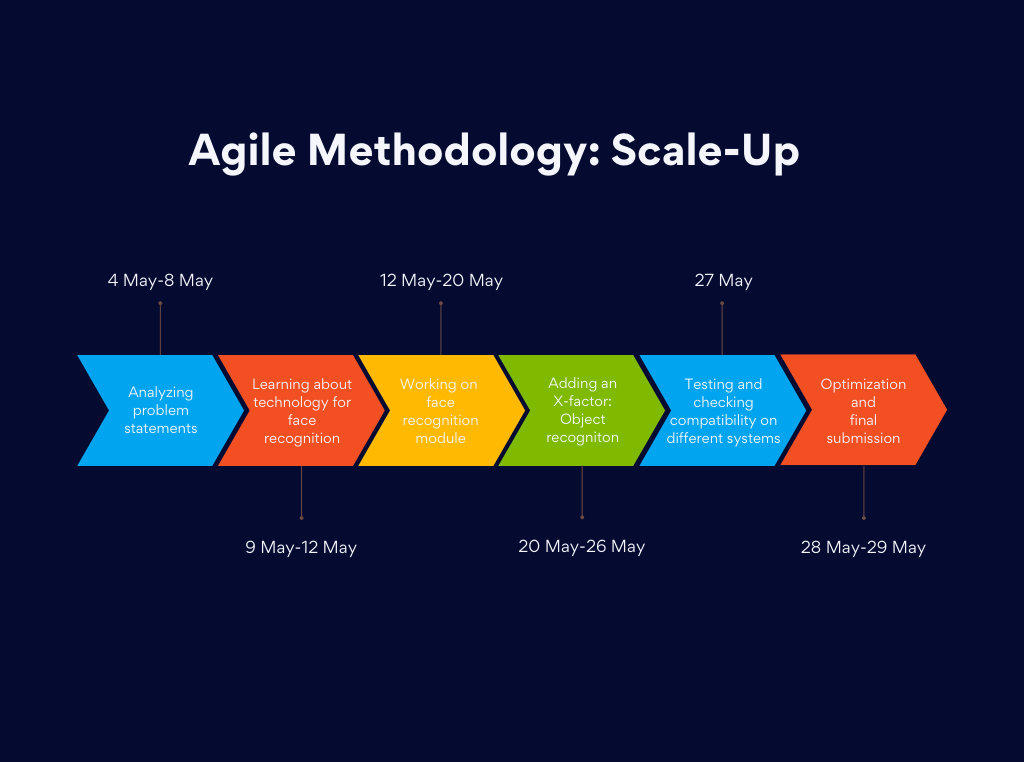 Agile Methodology: Scale-Up
4 May-8 May
12 May-20 May
27 May
Analyzing
problem
statements
Learning about
technology for
face
recognition
Working on
face
recognition
module
Adding an
X-factor:
Object
recogniton
Testing and
checking
compatibility on
different systems
Optimization
and
final
submission
9 May-12 May
20 May-26 May
28 May-29 May